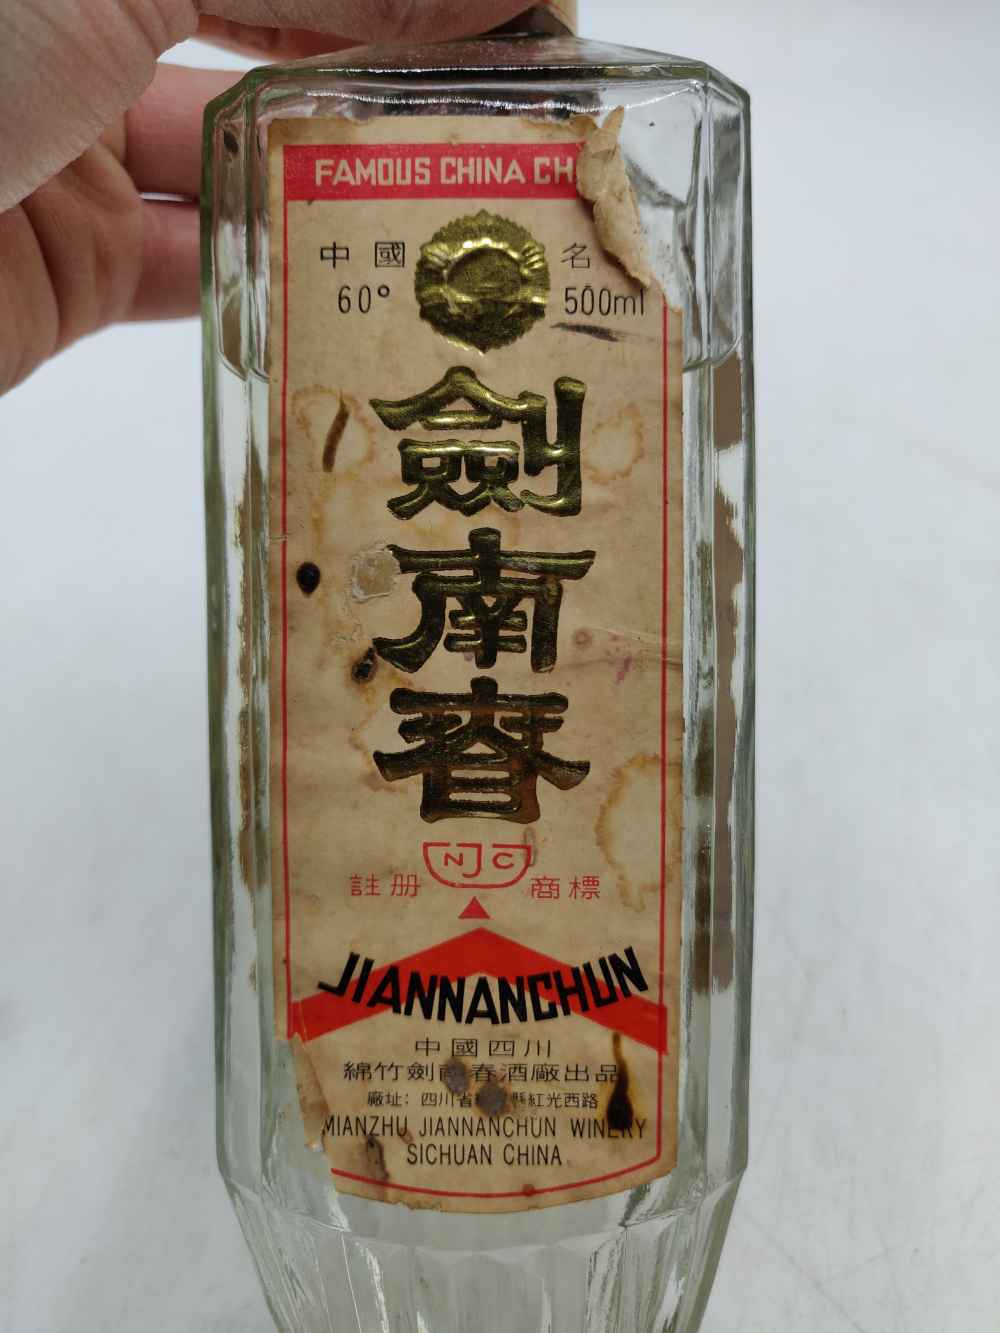 FAMOUS CHINA
中國 名
60° 500ml
劍南春
NJC
註册 商標
JIANNANCHUN
中國四川
綿竹劍南春酒廠出品
廠址：四川省 縣紅光西路
MIANZHU JIANNANCHUN WINERY
SICHUAN CHINA